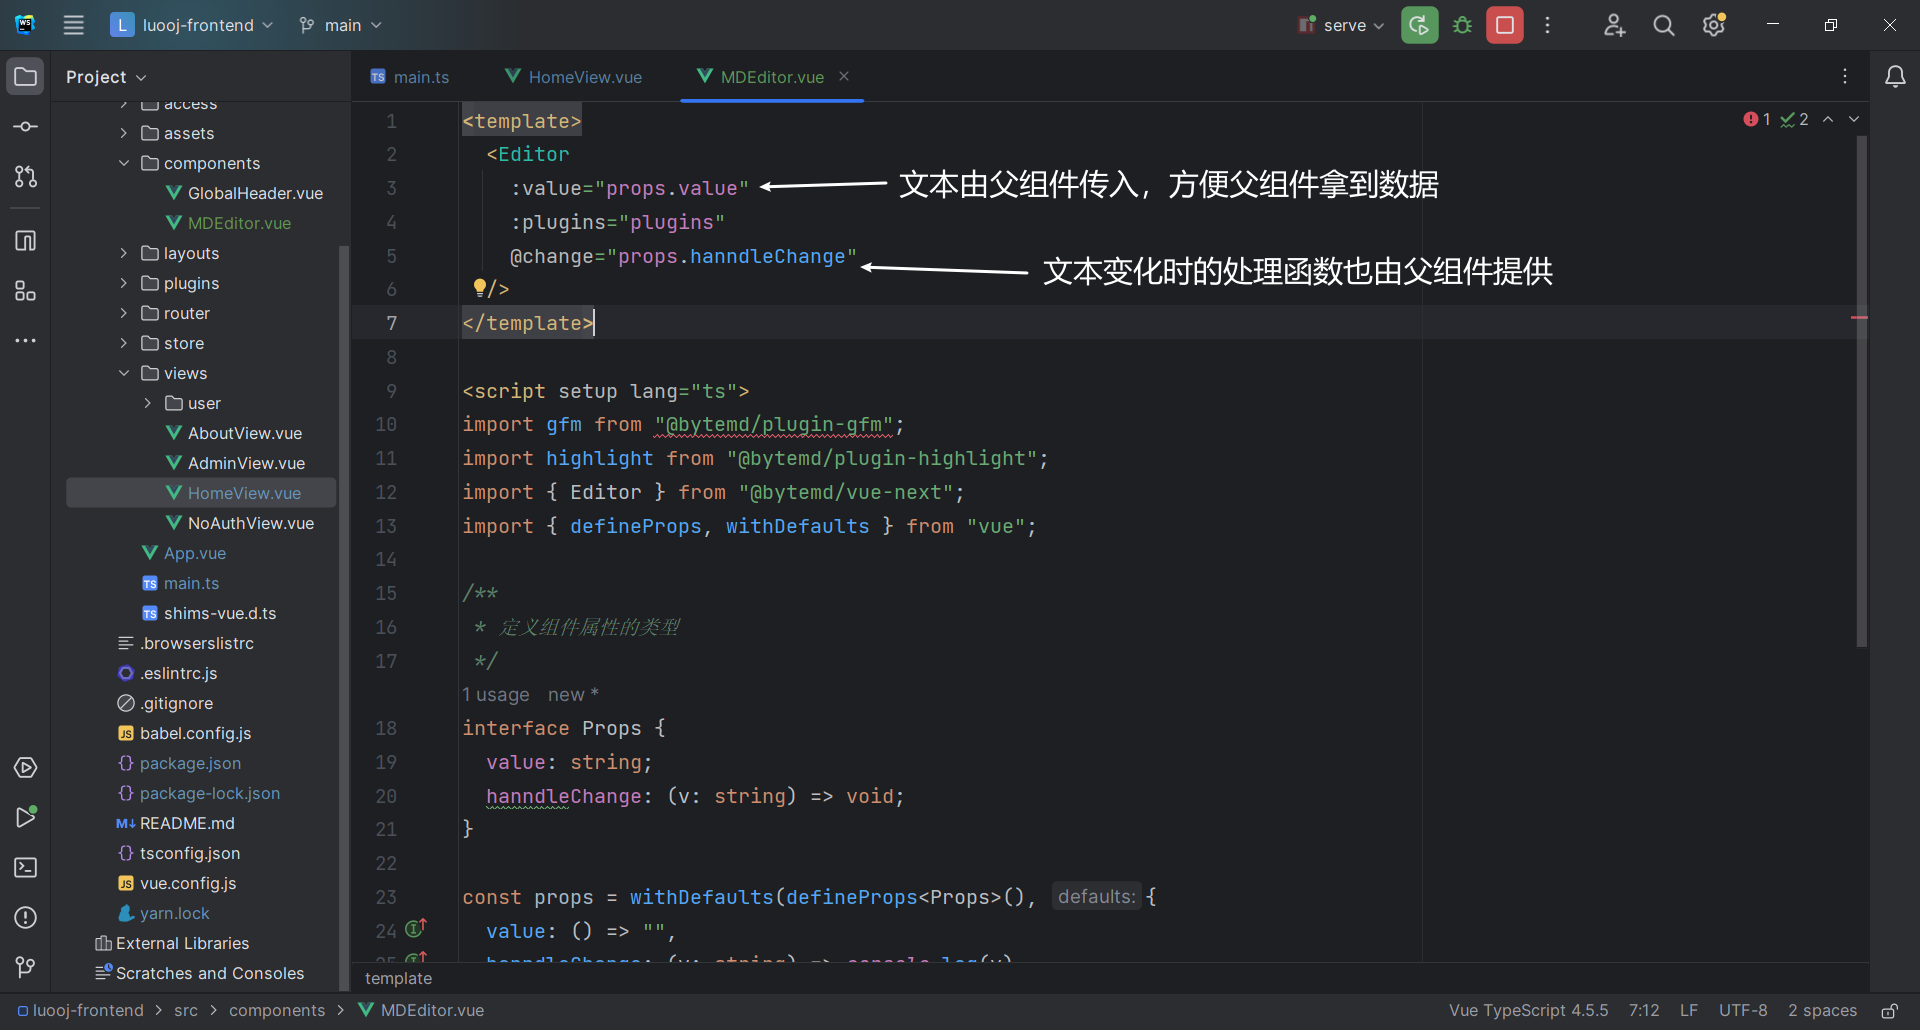 L luooj-frontend main serve
Project
main.ts HomeView.vue MDEditor.vue
access
assets
components
GlobalHeader.vue
MDEditor.vue
layouts
plugins
router
store
views
user
AboutView.vue
AdminView.vue
HomeView.vue
NoAuthView.vue
App.vue
TS main.ts
TS shims-vue.d.ts
.browserslistrc
.eslintrc.js
.gitignore
JS babel.config.js
{} package.json
{} package-lock.json
M↓ README.md
{} tsconfig.json
JS vue.config.js
yarn.lock
External Libraries
Scratches and Consoles
1 2
1 <template>
2 <Editor
3 :value="props.value"
文本由父组件传入，方便父组件拿到数据
4 :plugins="plugins"
5 @change="props.hanndleChange"
文本变化时的处理函数也由父组件提供
6 />
7 </template>
8
9 <script setup lang="ts">
10 import gfm from "@bytemd/plugin-gfm";
11 import highlight from "@bytemd/plugin-highlight";
12 import { Editor } from "@bytemd/vue-next";
13 import { defineProps, withDefaults } from "vue";
14
15 /**
16 * 定义组件属性的类型
17 */
1 usage new *
18 interface Props {
19 value: string;
20 hanndleChange: (v: string) => void;
21 }
22
23 const props = withDefaults(defineProps<Props>(), defaults: {
24 value: () => "",
25 hanndleChange: (v: string) => console.log(v)
template
luooj-frontend > src > components > MDEditor.vue
Vue TypeScript 4.5.5 7:12 LF UTF-8 2 spaces